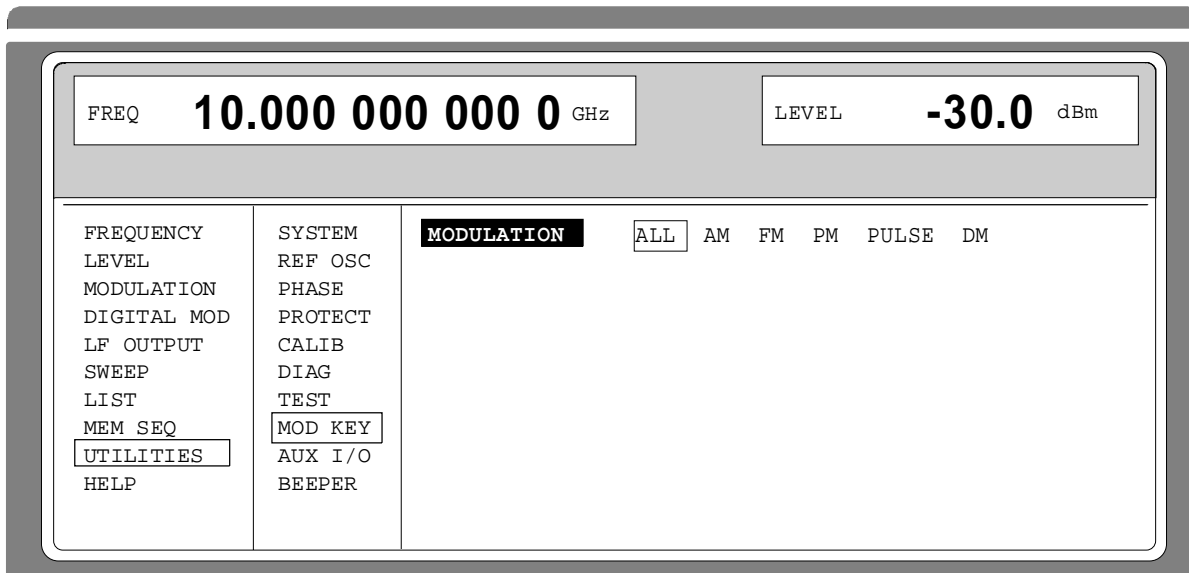 FREQ 10.000 000 000 0 GHz
LEVEL -30.0 dBm
FREQUENCY
LEVEL
MODULATION
DIGITAL MOD
LF OUTPUT
SWEEP
LIST
MEM SEQ
UTILITIES
HELP
SYSTEM
REF OSC
PHASE
PROTECT
CALIB
DIAG
TEST
MOD KEY
AUX I/O
BEEPER
MODULATION ALL AM FM PM PULSE DM